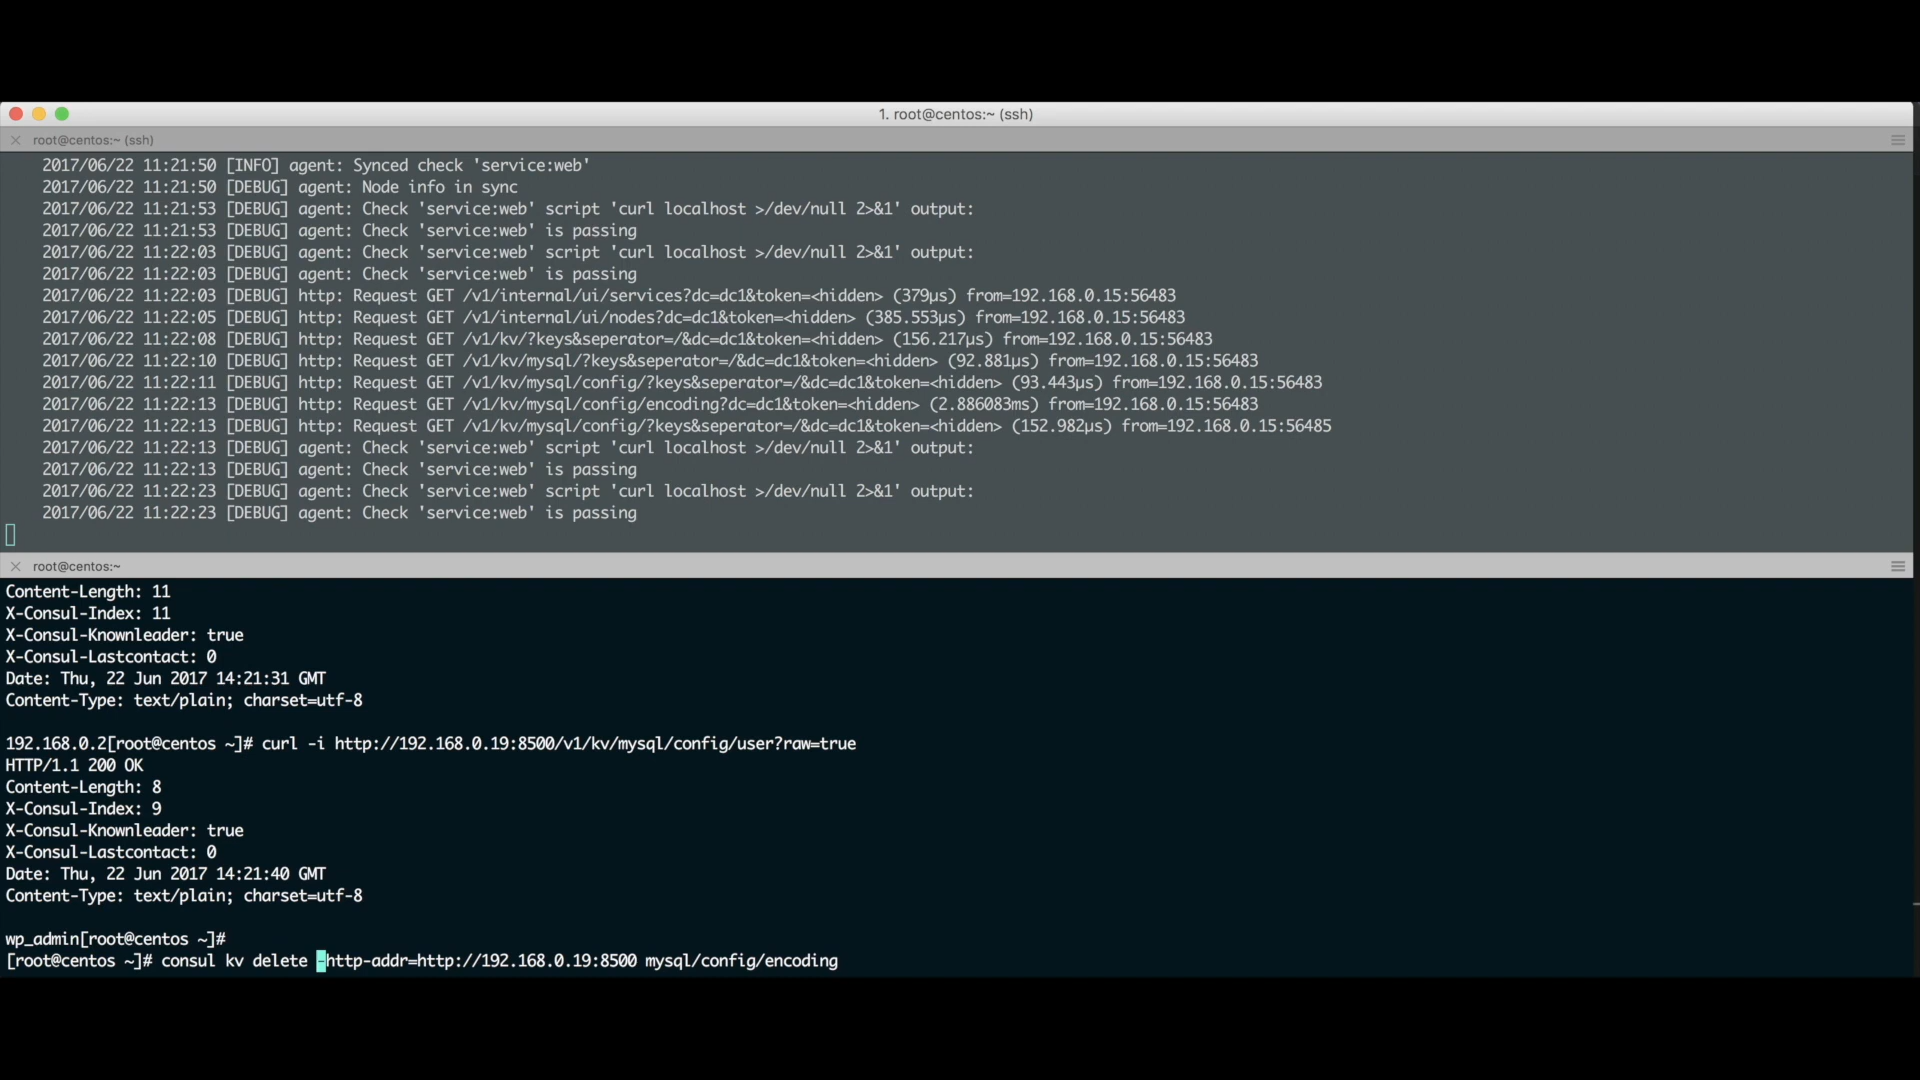 1. root@centos:~ (ssh)
root@centos:~ (ssh)
2017/06/22 11:21:50 [INFO] agent: Synced check 'service:web'
2017/06/22 11:21:50 [DEBUG] agent: Node info in sync
2017/06/22 11:21:53 [DEBUG] agent: Check 'service:web' script 'curl localhost >/dev/null 2>&1' output:
2017/06/22 11:21:53 [DEBUG] agent: Check 'service:web' is passing
2017/06/22 11:22:03 [DEBUG] agent: Check 'service:web' script 'curl localhost >/dev/null 2>&1' output:
2017/06/22 11:22:03 [DEBUG] agent: Check 'service:web' is passing
2017/06/22 11:22:03 [DEBUG] http: Request GET /v1/internal/ui/services?dc=dc1&token=<hidden> (379µs) from=192.168.0.15:56483
2017/06/22 11:22:05 [DEBUG] http: Request GET /v1/internal/ui/nodes?dc=dc1&token=<hidden> (385.553µs) from=192.168.0.15:56483
2017/06/22 11:22:08 [DEBUG] http: Request GET /v1/kv/?keys&seperator=/&dc=dc1&token=<hidden> (156.217µs) from=192.168.0.15:56483
2017/06/22 11:22:10 [DEBUG] http: Request GET /v1/kv/mysql/?keys&seperator=/&dc=dc1&token=<hidden> (92.881µs) from=192.168.0.15:56483
2017/06/22 11:22:11 [DEBUG] http: Request GET /v1/kv/mysql/config/?keys&seperator=/&dc=dc1&token=<hidden> (93.443µs) from=192.168.0.15:56483
2017/06/22 11:22:13 [DEBUG] http: Request GET /v1/kv/mysql/config/encoding?dc=dc1&token=<hidden> (2.886083ms) from=192.168.0.15:56483
2017/06/22 11:22:13 [DEBUG] http: Request GET /v1/kv/mysql/config/?keys&seperator=/&dc=dc1&token=<hidden> (152.982µs) from=192.168.0.15:56485
2017/06/22 11:22:13 [DEBUG] agent: Check 'service:web' script 'curl localhost >/dev/null 2>&1' output:
2017/06/22 11:22:13 [DEBUG] agent: Check 'service:web' is passing
2017/06/22 11:22:23 [DEBUG] agent: Check 'service:web' script 'curl localhost >/dev/null 2>&1' output:
2017/06/22 11:22:23 [DEBUG] agent: Check 'service:web' is passing
root@centos:~
Content-Length: 11
X-Consul-Index: 11
X-Consul-Knownleader: true
X-Consul-Lastcontact: 0
Date: Thu, 22 Jun 2017 14:21:31 GMT
Content-Type: text/plain; charset=utf-8
192.168.0.2[root@centos ~]# curl -i http://192.168.0.19:8500/v1/kv/mysql/config/user?raw=true
HTTP/1.1 200 OK
Content-Length: 8
X-Consul-Index: 9
X-Consul-Knownleader: true
X-Consul-Lastcontact: 0
Date: Thu, 22 Jun 2017 14:21:40 GMT
Content-Type: text/plain; charset=utf-8
wp_admin[root@centos ~]#
[root@centos ~]# consul kv delete -http-addr=http://192.168.0.19:8500 mysql/config/encoding